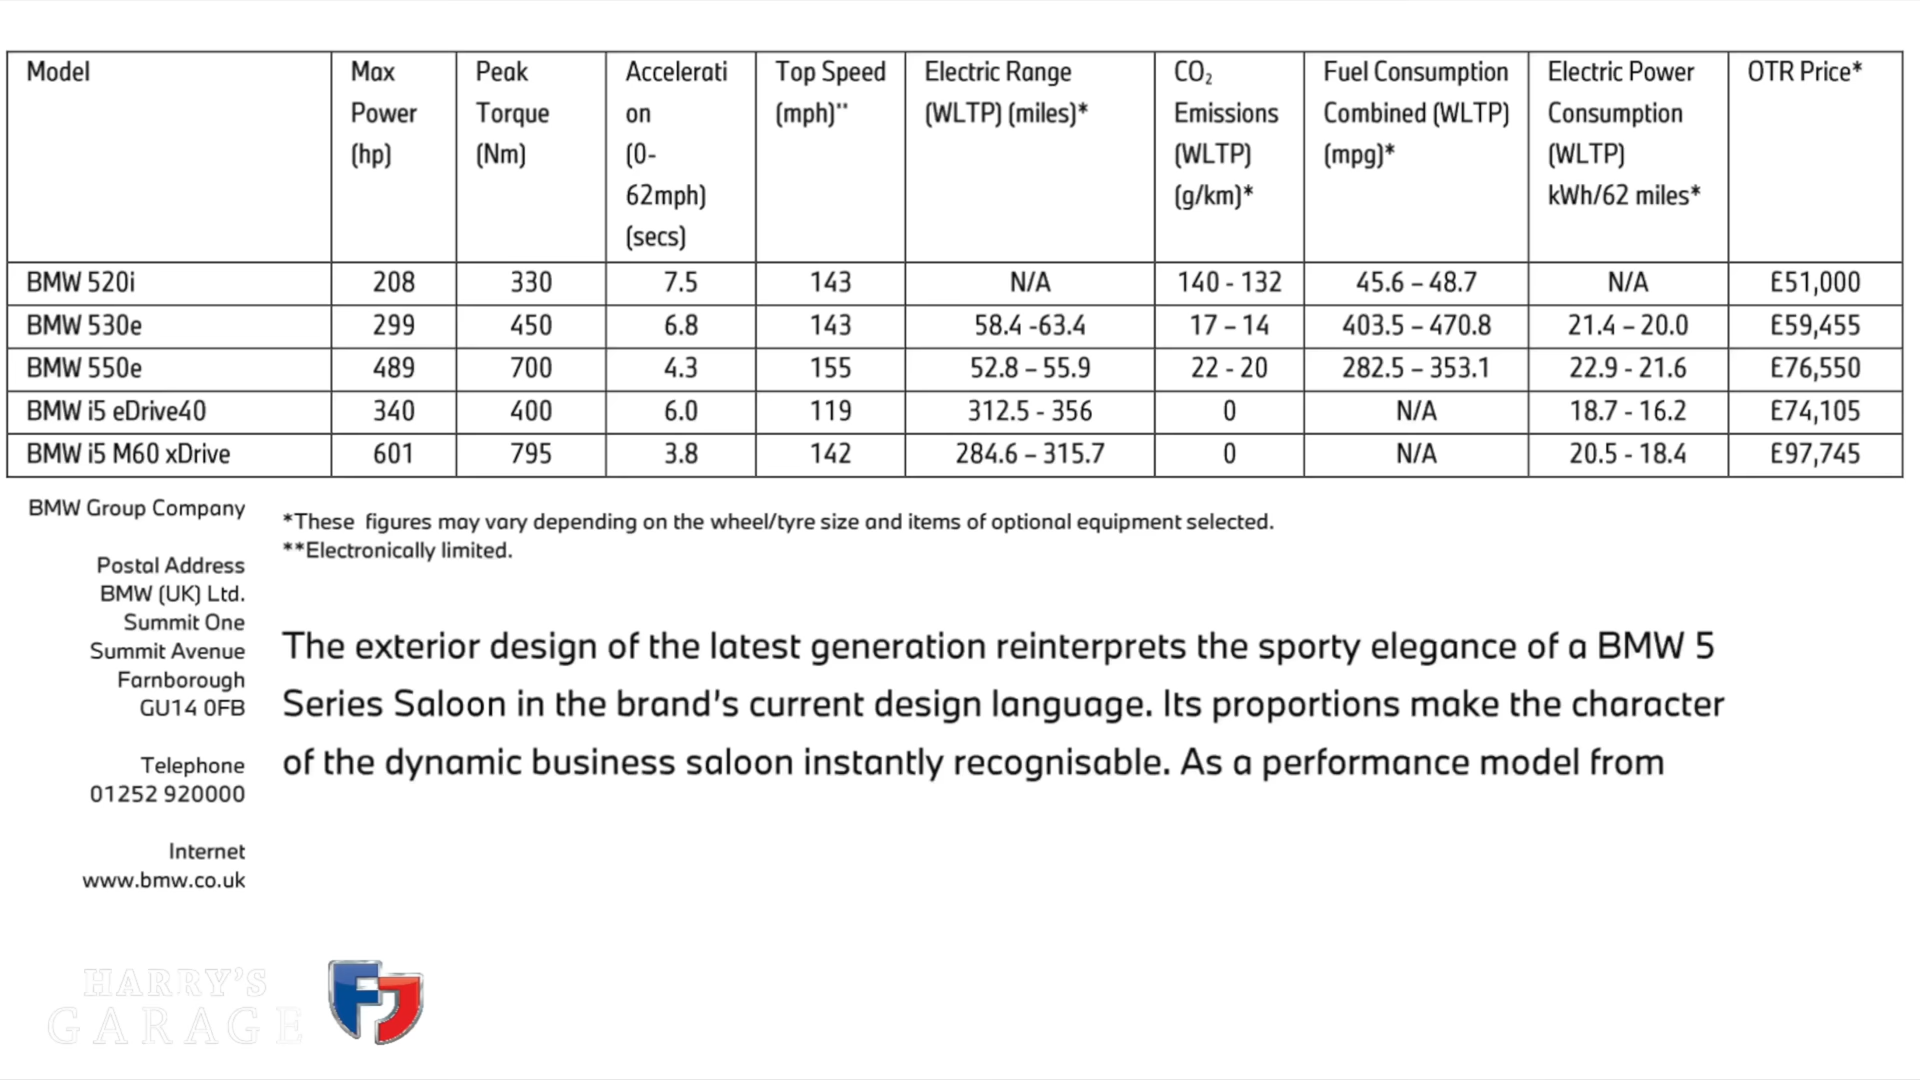 Model Max Peak Accelerati Top Speed Electric Range CO₂ Fuel Consumption Electric Power OTR Price*
Power Torque on (mph)** (WLTP) (miles)* Emissions Combined (WLTP) Consumption
(hp) (Nm) (0- (WLTP) (mpg)* (WLTP)
62mph) (g/km)* kWh/62 miles*
(secs)
BMW 520i 208 330 7.5 143 N/A 140 - 132 45.6 – 48.7 N/A £51,000
BMW 530e 299 450 6.8 143 58.4 -63.4 17 – 14 403.5 – 470.8 21.4 – 20.0 £59,455
BMW 550e 489 700 4.3 155 52.8 – 55.9 22 - 20 282.5 – 353.1 22.9 - 21.6 £76,550
BMW i5 eDrive40 340 400 6.0 119 312.5 - 356 0 N/A 18.7 - 16.2 £74,105
BMW i5 M60 xDrive 601 795 3.8 142 284.6 – 315.7 0 N/A 20.5 - 18.4 £97,745
BMW Group Company
Postal Address
BMW (UK) Ltd.
Summit One
Summit Avenue
Farnborough
GU14 0FB
Telephone
01252 920000
Internet
www.bmw.co.uk
*These figures may vary depending on the wheel/tyre size and items of optional equipment selected.
**Electronically limited.
The exterior design of the latest generation reinterprets the sporty elegance of a BMW 5
Series Saloon in the brand's current design language. Its proportions make the character
of the dynamic business saloon instantly recognisable. As a performance model from
HARRY'S
GARAGE